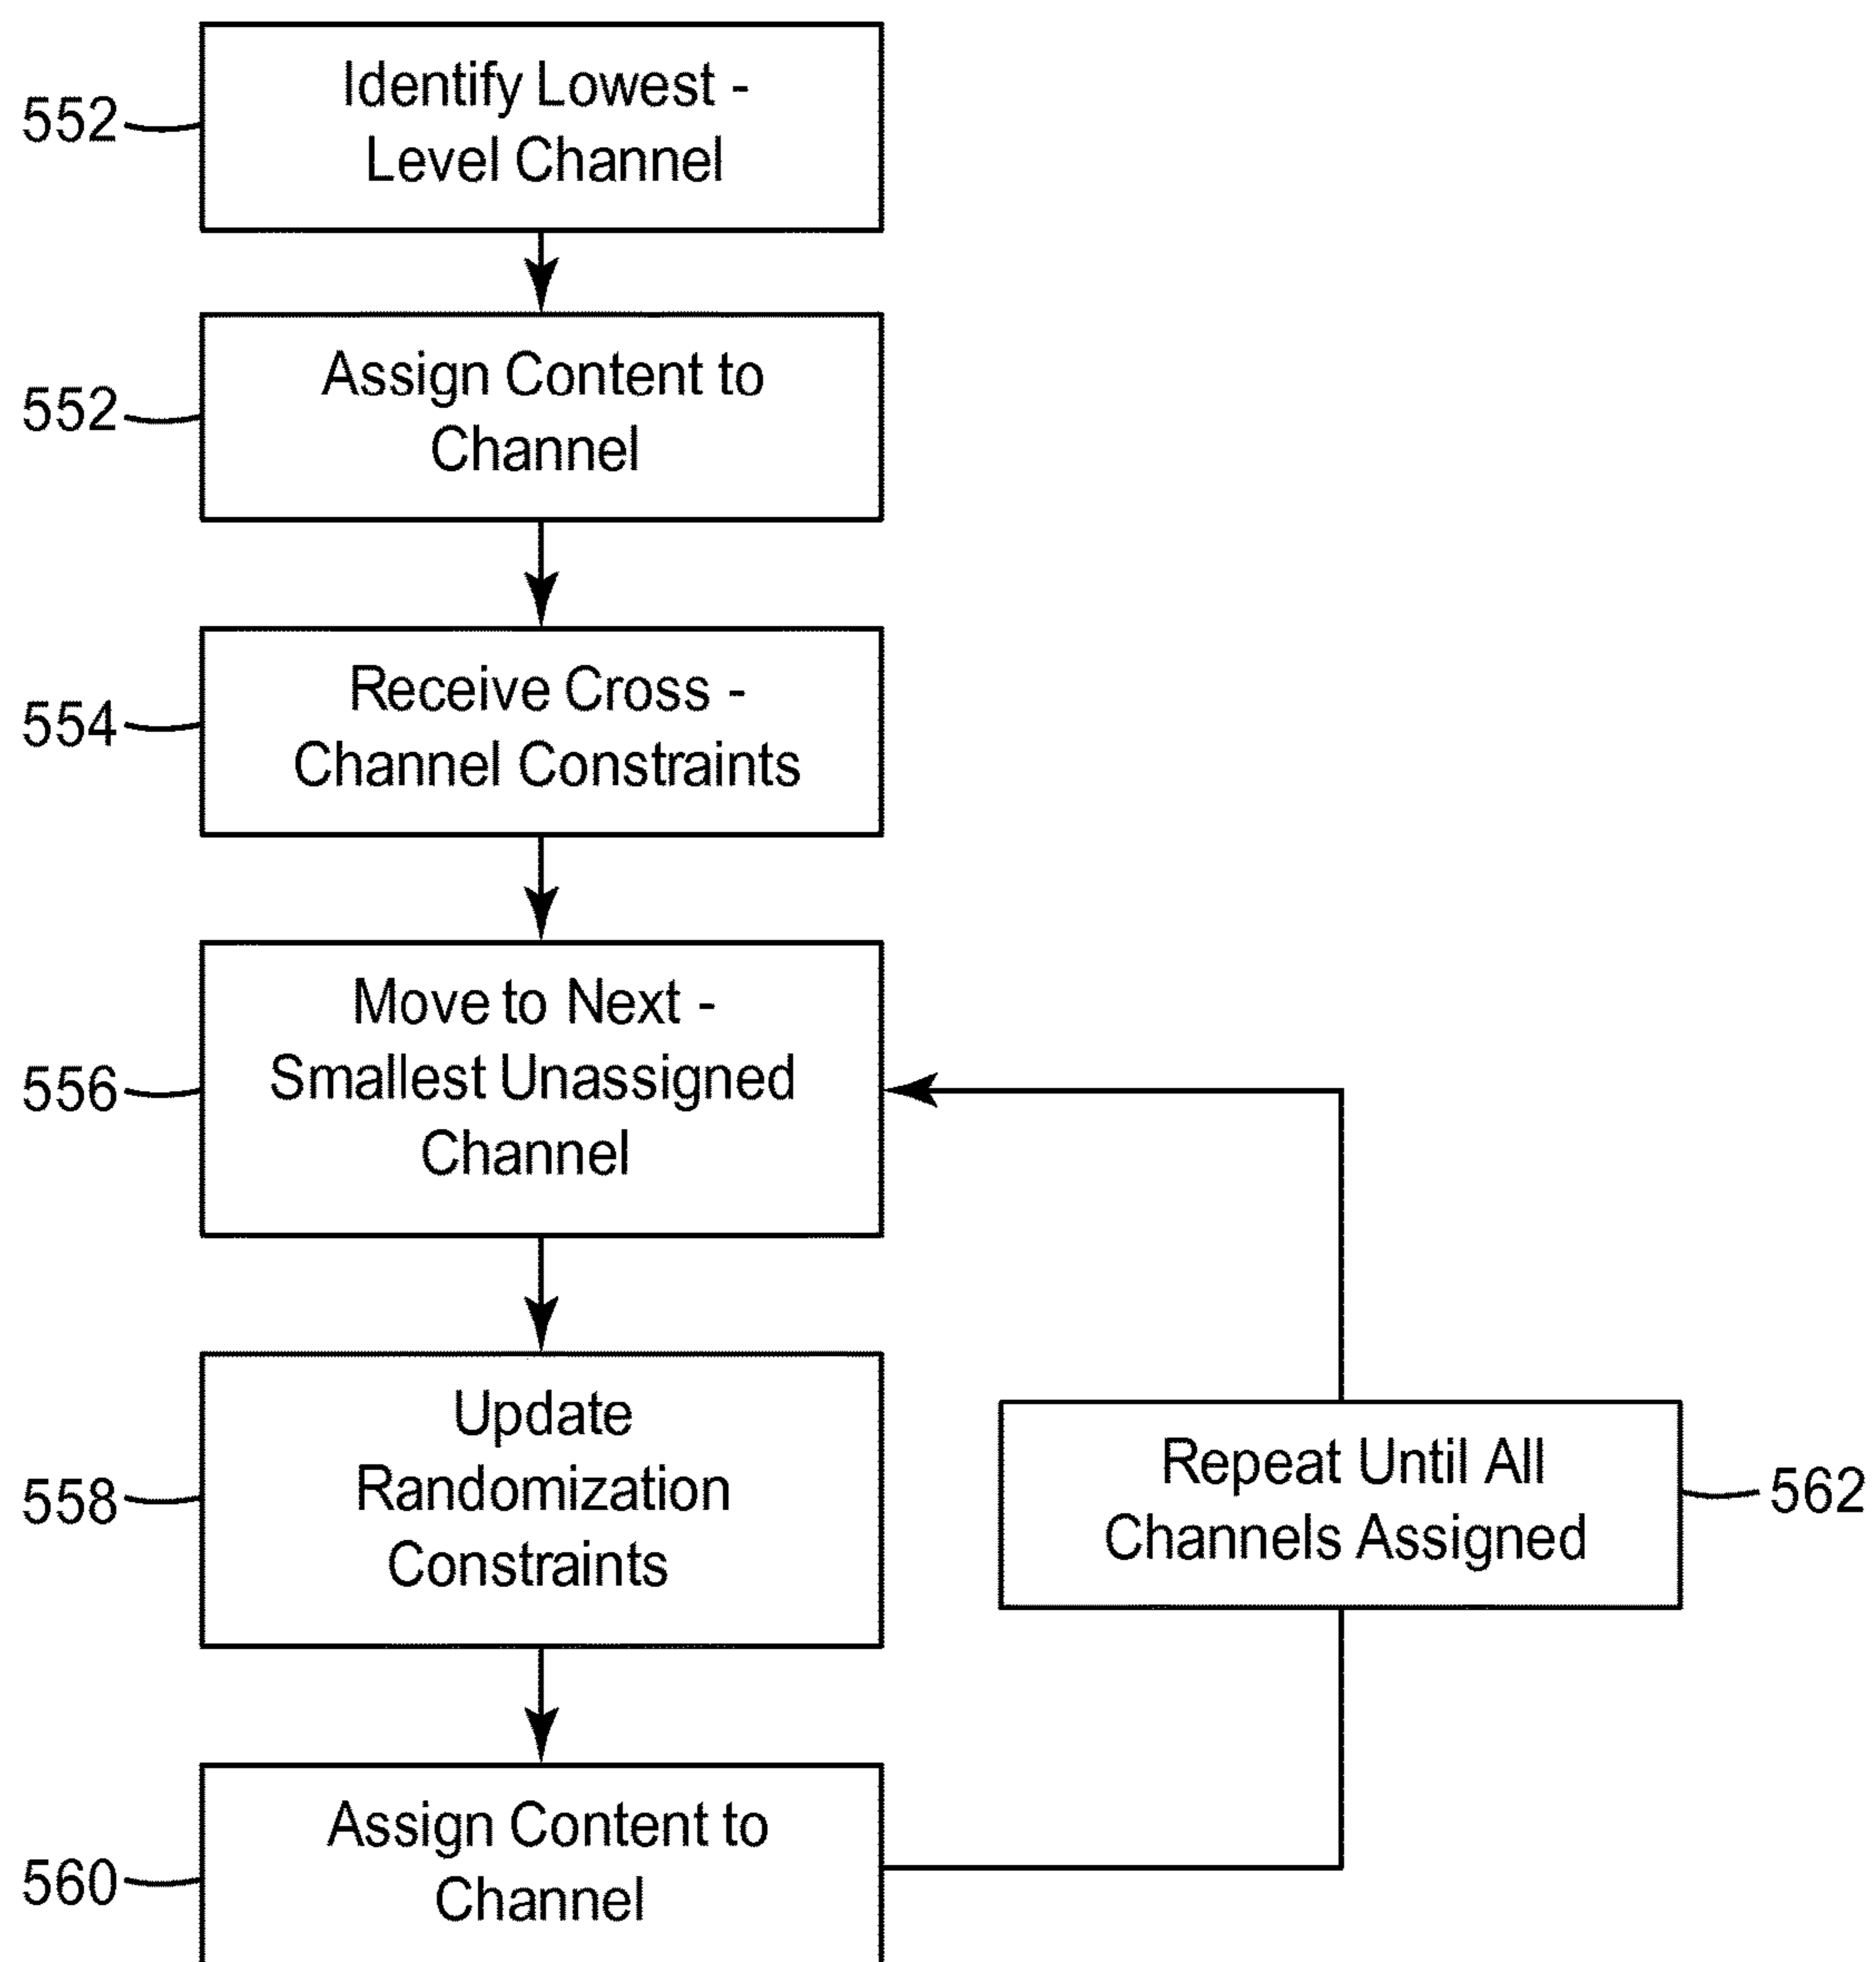 Identify Lowest -
Level Channel
552
Assign Content to
Channel
552
Receive Cross -
Channel Constraints
554
Move to Next -
Smallest Unassigned
Channel
556
Update
Randomization
Constraints
558
Repeat Until All
Channels Assigned
562
Assign Content to
Channel
560